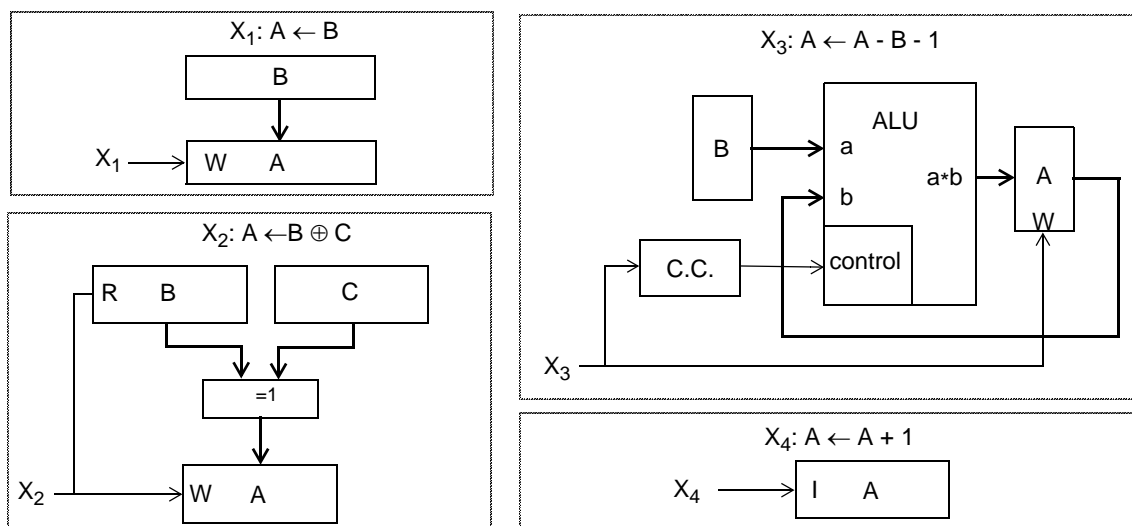 X₁: A ← B
B
X₁ W A
X₂: A ←B ⊕ C
R B C
=1
X₂ W A
X₃: A ← A - B - 1
ALU
B a
a*b A
b
W
C.C. control
X₃
X₄: A ← A + 1
X₄ I A